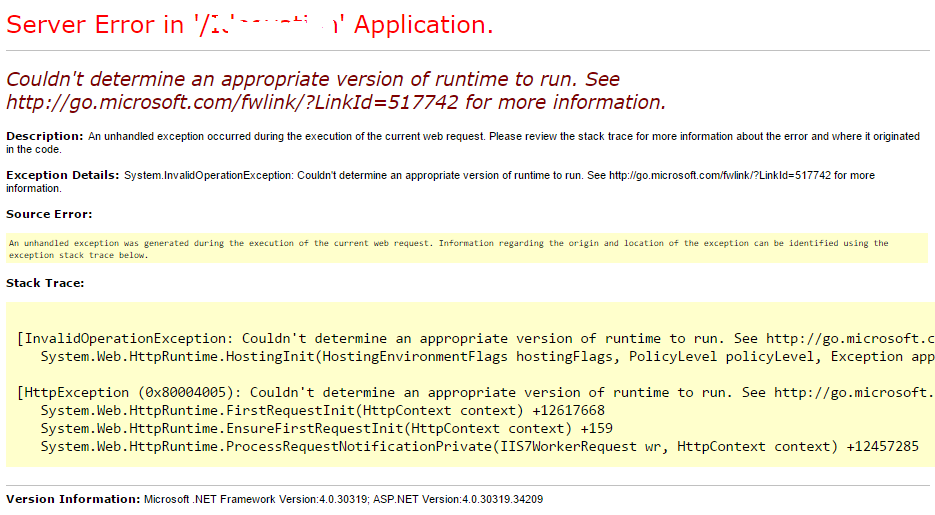 Server Error in '/ ' Application.
Couldn't determine an appropriate version of runtime to run. See
http://go.microsoft.com/fwlink/?LinkId=517742 for more information.
Description: An unhandled exception occurred during the execution of the current web request. Please review the stack trace for more information about the error and where it originated
in the code.
Exception Details: System.InvalidOperationException: Couldn't determine an appropriate version of runtime to run. See http://go.microsoft.com/fwlink/?LinkId=517742 for more
information.
Source Error:
An unhandled exception was generated during the execution of the current web request. Information regarding the origin and location of the exception can be identified using the
exception stack trace below.
Stack Trace:
[InvalidOperationException: Couldn't determine an appropriate version of runtime to run. See http://go.microsoft.c
System.Web.HttpRuntime.HostingInit(HostingEnvironmentFlags hostingFlags, PolicyLevel policyLevel, Exception app
[HttpException (0x80004005): Couldn't determine an appropriate version of runtime to run. See http://go.microsoft.
System.Web.HttpRuntime.FirstRequestInit(HttpContext context) +12617668
System.Web.HttpRuntime.EnsureFirstRequestInit(HttpContext context) +159
System.Web.HttpRuntime.ProcessRequestNotificationPrivate(IIS7WorkerRequest wr, HttpContext context) +12457285
Version Information: Microsoft .NET Framework Version:4.0.30319; ASP.NET Version:4.0.30319.34209